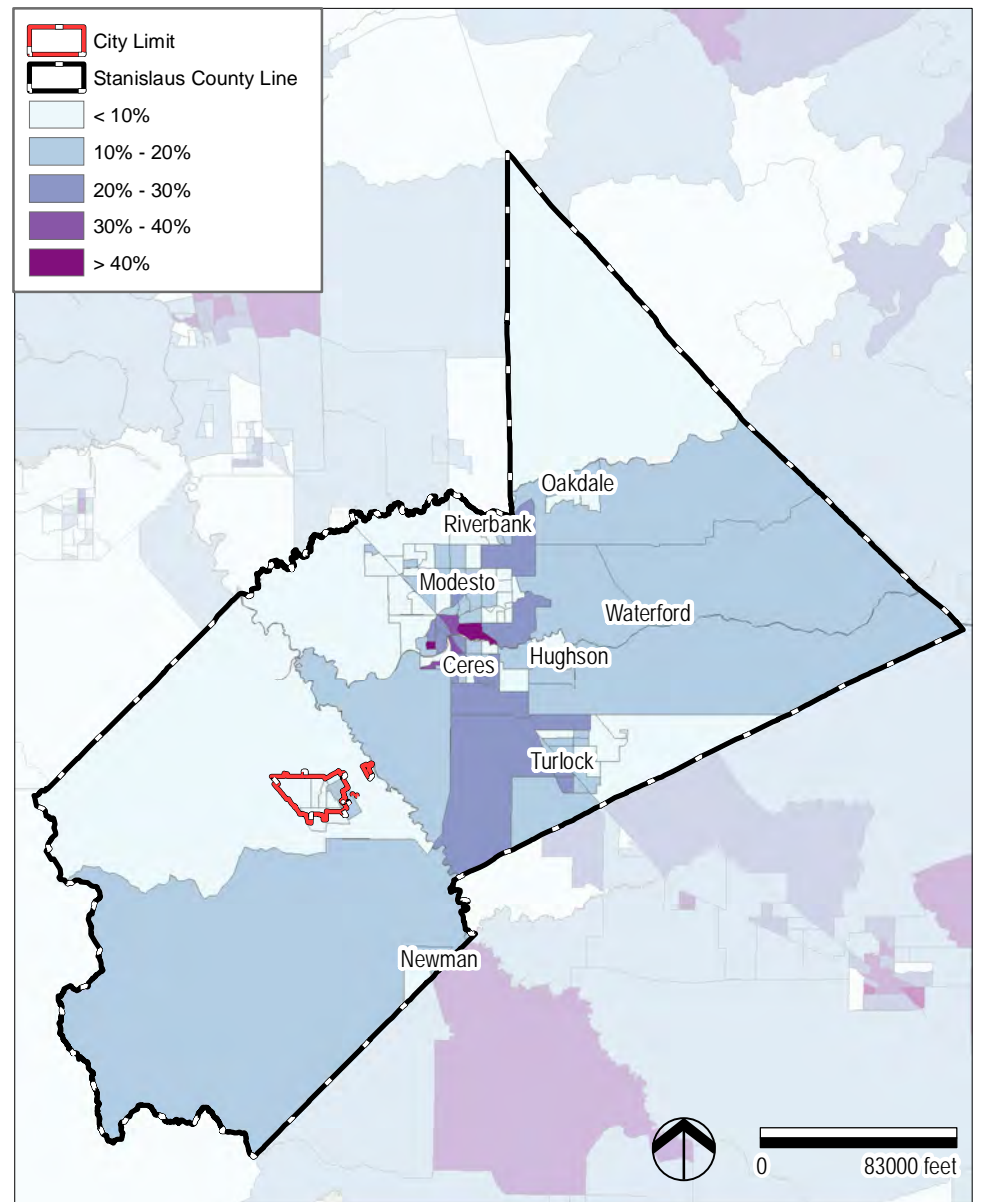 City Limit
Stanislaus County Line
< 10%
10% - 20%
20% - 30%
30% - 40%
> 40%
Oakdale
Riverbank
Modesto
Waterford
Hughson
Ceres
Turlock
Newman
0 83000 feet